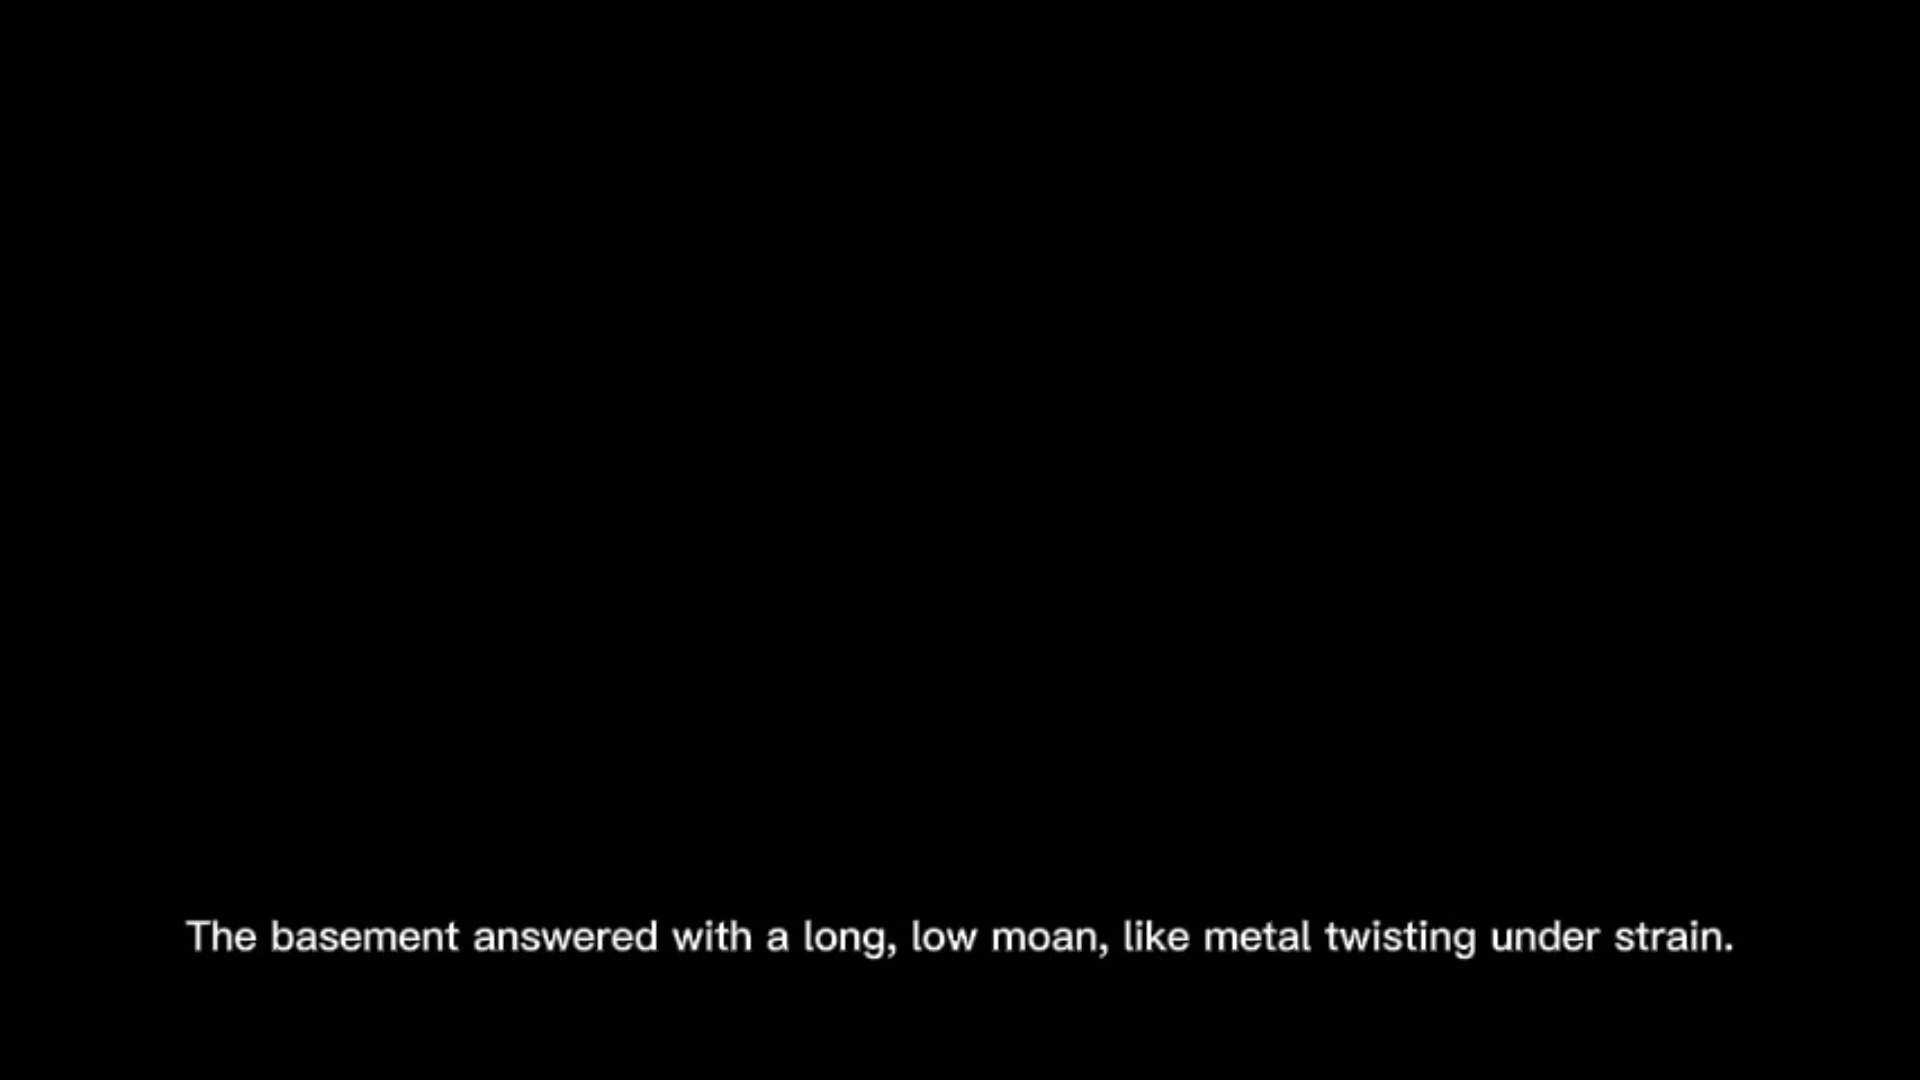 The basement answered with a long, low moan, like metal twisting under strain.